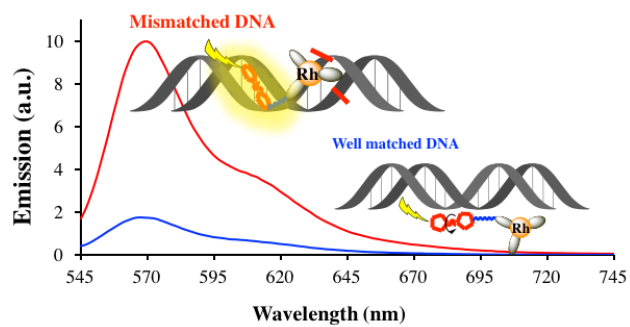 Mismatched DNA
Rh
Well matched DNA
Rh
Emission (a.u.)
10
8
6
4
2
0
545
570
595
620
645
670
695
720
745
Wavelength (nm)